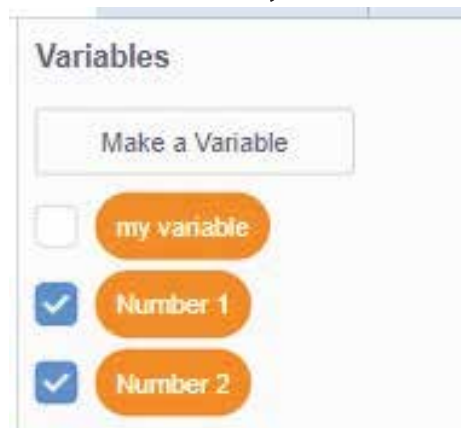 Variables
Make a Variable
my variable
Number 1
Number 2